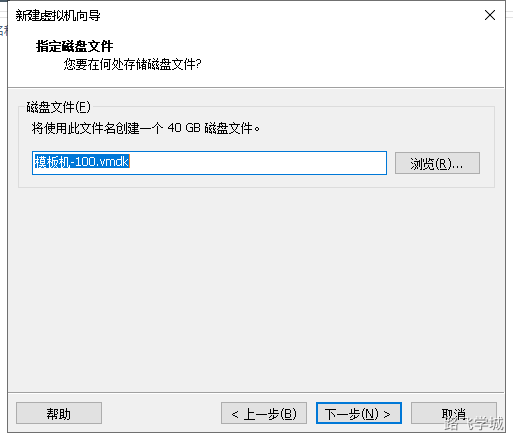 新建虚拟机向导
指定磁盘文件
您要在何处存储磁盘文件?
磁盘文件(F)
将使用此文件名创建一个 40 GB 磁盘文件。
模板机-100.vmdk
浏览(R)...
帮助
< 上一步(B)
下一步(N) >
取消
路飞学城